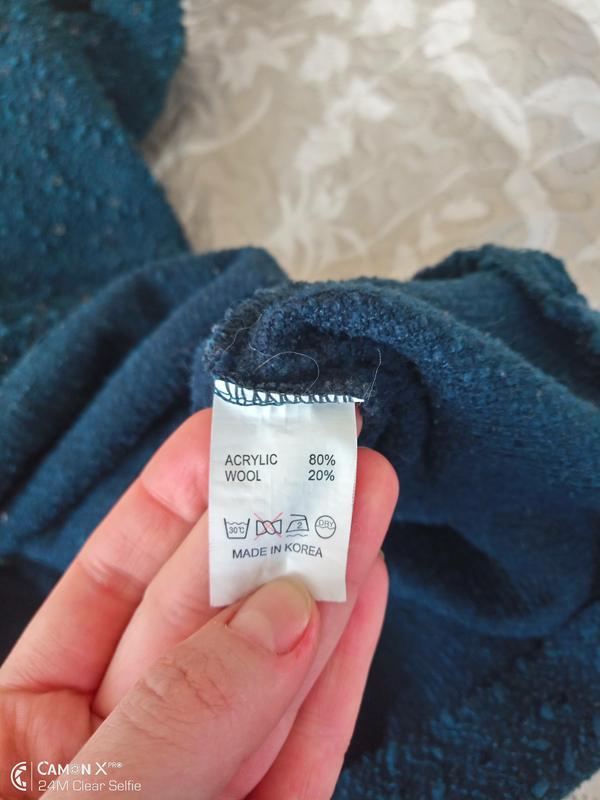 ACRYLIC 80%
WOOL 20%
30℃ 2 DRY
MADE IN KOREA
CAMON X PRO
24M Clear Selfie